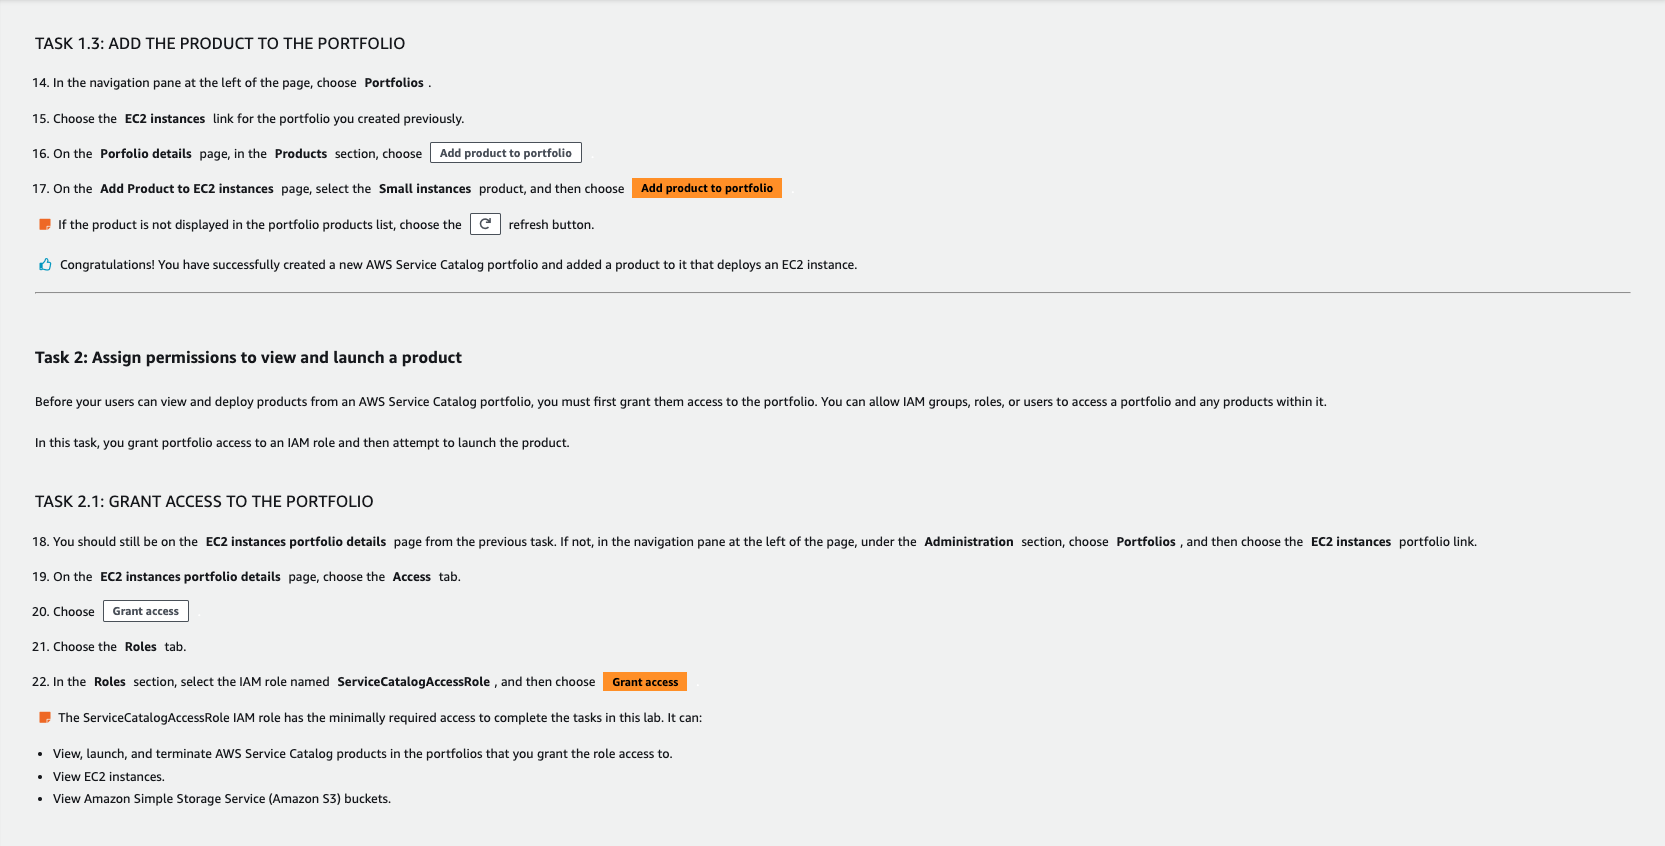 TASK 1.3: ADD THE PRODUCT TO THE PORTFOLIO
14. In the navigation pane at the left of the page, choose Portfolios .
15. Choose the EC2 instances link for the portfolio you created previously.
16. On the Porfolio details page, in the Products section, choose Add product to portfolio
17. On the Add Product to EC2 instances page, select the Small instances product, and then choose Add product to portfolio
If the product is not displayed in the portfolio products list, choose the refresh button.
Congratulations! You have successfully created a new AWS Service Catalog portfolio and added a product to it that deploys an EC2 instance.
Task 2: Assign permissions to view and launch a product
Before your users can view and deploy products from an AWS Service Catalog portfolio, you must first grant them access to the portfolio. You can allow IAM groups, roles, or users to access a portfolio and any products within it.
In this task, you grant portfolio access to an IAM role and then attempt to launch the product.
TASK 2.1: GRANT ACCESS TO THE PORTFOLIO
18. You should still be on the EC2 instances portfolio details page from the previous task. If not, in the navigation pane at the left of the page, under the Administration section, choose Portfolios , and then choose the EC2 instances portfolio link.
19. On the EC2 instances portfolio details page, choose the Access tab.
20. Choose Grant access
21. Choose the Roles tab.
22. In the Roles section, select the IAM role named ServiceCatalogAccessRole , and then choose Grant access
The ServiceCatalogAccessRole IAM role has the minimally required access to complete the tasks in this lab. It can:
• View, launch, and terminate AWS Service Catalog products in the portfolios that you grant the role access to.
• View EC2 instances.
• View Amazon Simple Storage Service (Amazon S3) buckets.